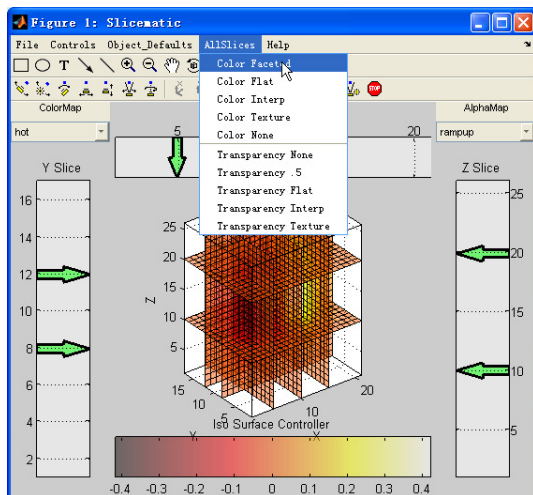 Figure 1: Slicematic
File Controls Object_Defaults AllSlices Help
T
Color Faceted
Color Flat
Color Interp
Color Texture
Color None
Transparency None
Transparency .5
Transparency Flat
Transparency Interp
Transparency Texture
STOP
ColorMap
hot
5
20
AlphaMap
rampup
Y Slice
16
14
12
10
8
6
4
2
Z
25
20
15
10
5
15
10
5
10
20
Z Slice
25
20
15
10
5
Iso Surface Controller
-0.4 -0.3 -0.2 -0.1 0 0.1 0.2 0.3 0.4